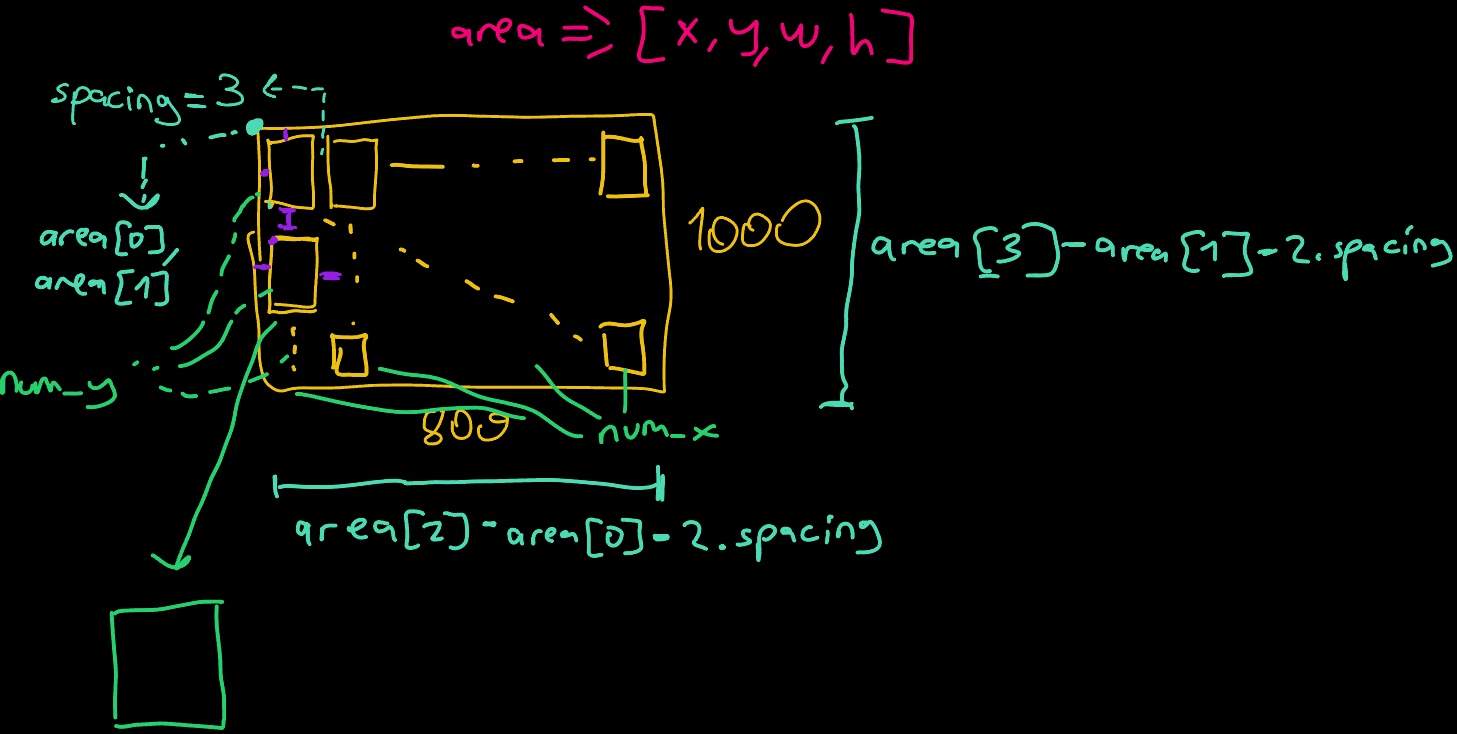 area => [x, y, w, h]
spacing = 3
area[0],
area[1]
1000
area[3] - area[1] - 2.spacing
num_y
800
num_x
area[2] - area[0] - 2.spacing